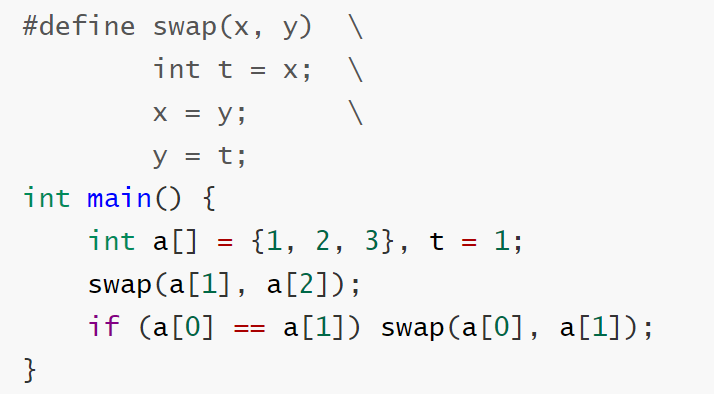 #define swap(x, y)  \
        int t = x;  \
        x = y;      \
        y = t;
int main() {
    int a[] = {1, 2, 3}, t = 1;
    swap(a[1], a[2]);
    if (a[0] == a[1]) swap(a[0], a[1]);
}